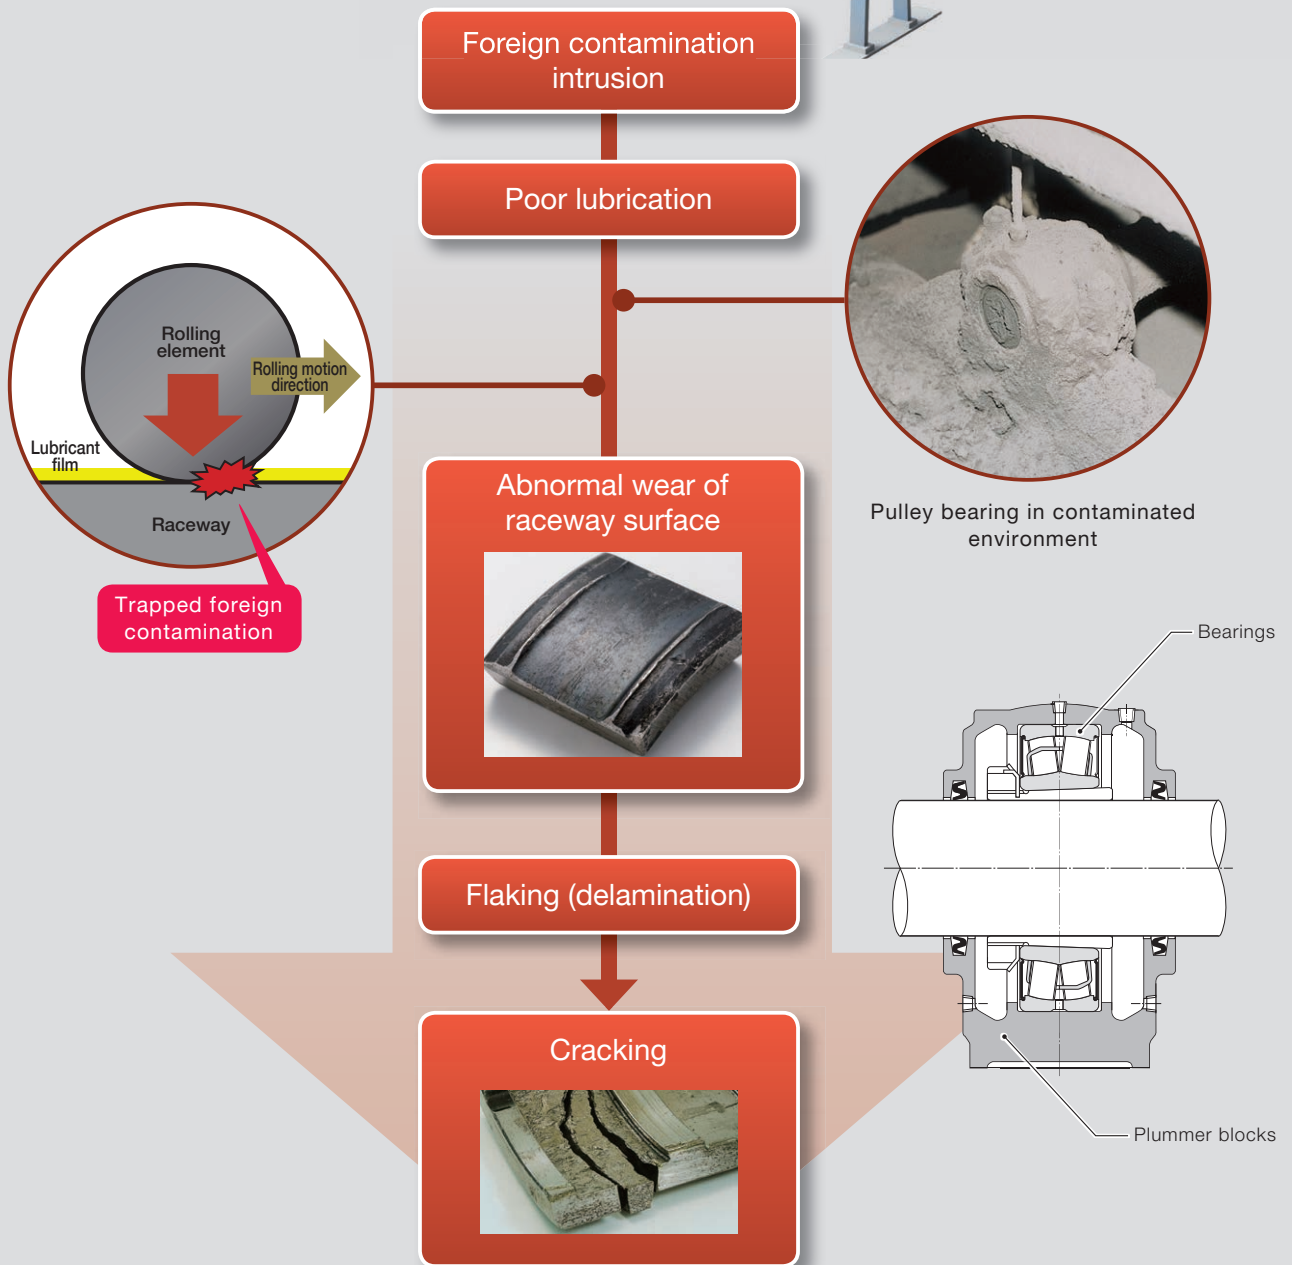 Foreign contamination
intrusion
Poor lubrication
Rolling
element
Rolling motion
direction
Lubricant
film
Raceway
Trapped foreign
contamination
Pulley bearing in contaminated
environment
Abnormal wear of
raceway surface
Bearings
Flaking (delamination)
Cracking
Plummer blocks